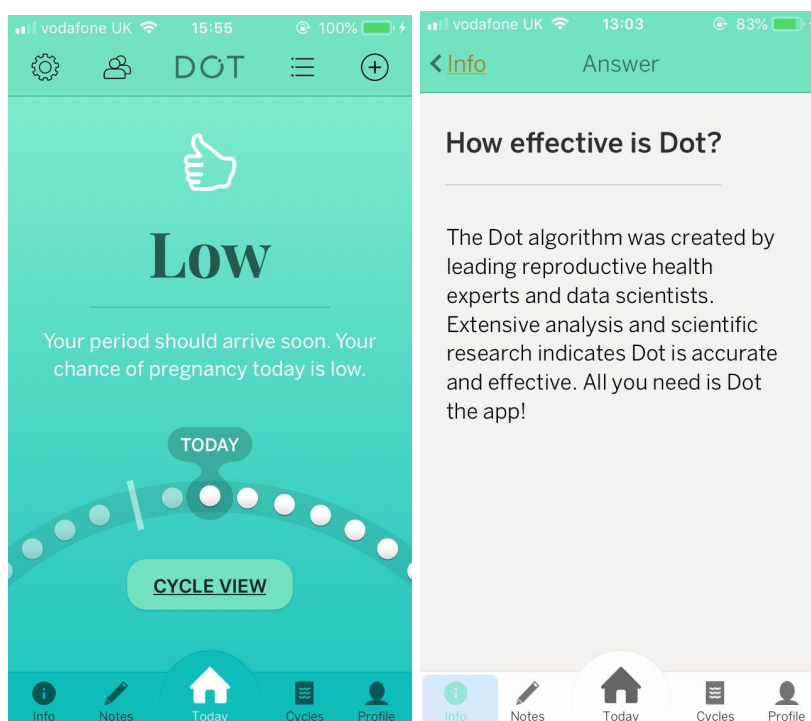 vodafone UK 15:55 100%
DOT
Low
Your period should arrive soon. Your
chance of pregnancy today is low.
TODAY
CYCLE VIEW
Info Notes Today Cycles Profile
vodafone UK 13:03 83%
Info Answer
How effective is Dot?
The Dot algorithm was created by
leading reproductive health
experts and data scientists.
Extensive analysis and scientific
research indicates Dot is accurate
and effective. All you need is Dot
the app!
Info Notes Today Cycles Profile